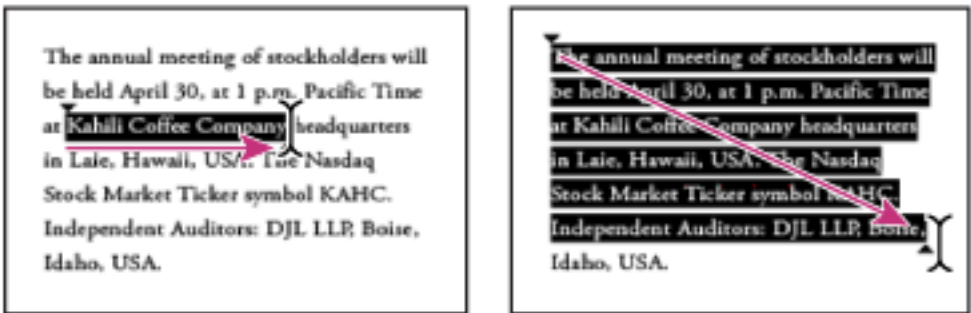 The annual meeting of stockholders will
be held April 30, at 1 p.m. Pacific Time
at Kahili Coffee Company headquarters
in Laie, Hawaii, USA. The Nasdaq
Stock Market Ticker symbol KAHC.
Independent Auditors: DJL LLP, Boise,
Idaho, USA.
The annual meeting of stockholders will
be held April 30, at 1 p.m. Pacific Time
at Kahili Coffee Company headquarters
in Laie, Hawaii, USA. The Nasdaq
Stock Market Ticker symbol KAHC.
Independent Auditors: DJL LLP, Boise,
Idaho, USA.